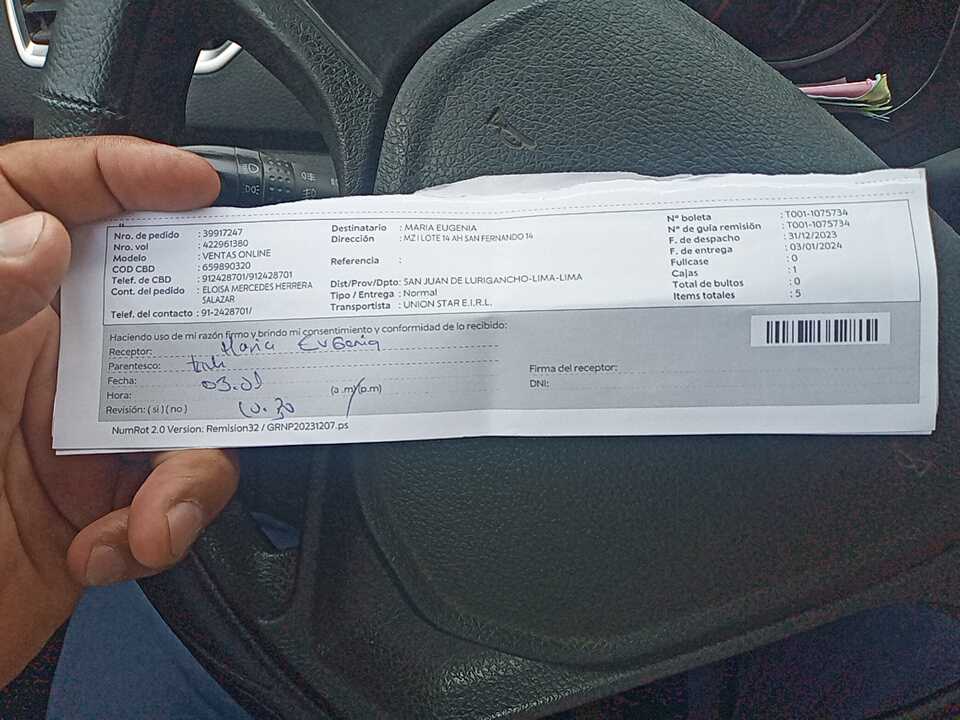 Nro. de pedido : 39917247
Nro. vol : 422961380
Modelo : VENTAS ONLINE
COD CBD : 659890320
Telef. de CBD : 912428701/912428701
Cont. del pedido : ELOISA MERCEDES HERRERA
SALAZAR
Telef. del contacto : 91-2428701/
Destinatario : MARIA EUGENIA
Dirección : MZ I LOTE 14 AH SAN FERNANDO 14
Referencia :
Dist/Prov/Dpto: SAN JUAN DE LURIGANCHO-LIMA-LIMA
Tipo / Entrega : Normal
Transportista : UNION STAR E.I.R.L.
Nº boleta : T001-1075734
Nº de guía remisión : T001-1075734
F. de despacho : 31/12/2023
F. de entrega : 03/01/2024
Fullcase : 0
Cajas : 1
Total de bultos : 0
Items totales : 5
Haciendo uso de mi razón firmo y brindo mi consentimiento y conformidad de lo recibido:
Receptor: Maria Eugenia
Parentesco:
Fecha: 03.01
Hora: 10.30 (a.m)(p.m)
Revisión: ( si ) ( no )
Firma del receptor:
DNI:
NumRot 2.0 Version: Remision32 / GRNP20231207.ps